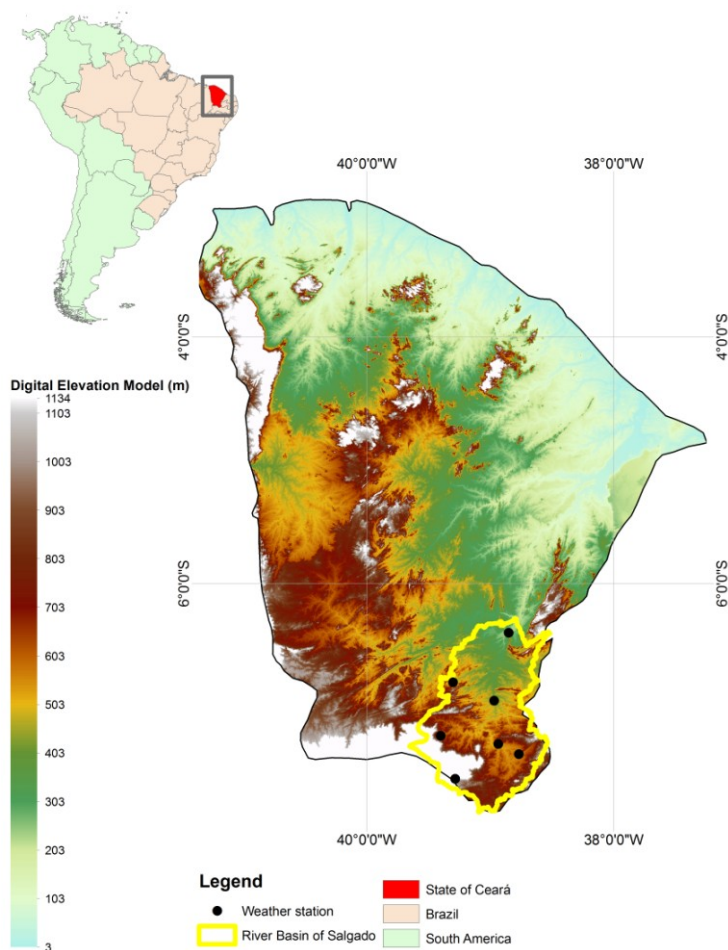 40°0'0"W 38°0'0"W
4°0'0"S 4°0'0"S
Digital Elevation Model (m)
1134
1103
1003
903
803
703
603
503
403
303
203
103
3
6°0'0"S 6°0'0"S
40°0'0"W 38°0'0"W
Legend
Weather station
River Basin of Salgado
State of Ceará
Brazil
South America